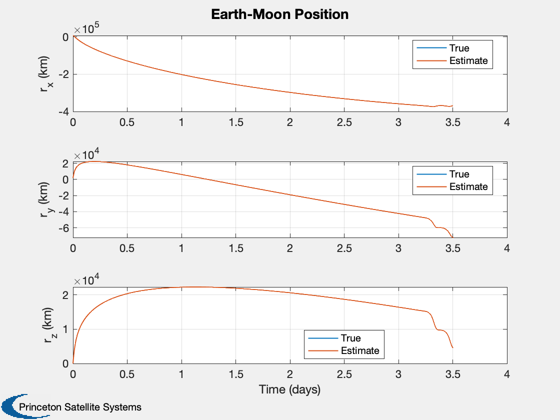 Earth-Moon Position
×10^5
0
-2
-4
r_x (km)
True
Estimate
0 0.5 1 1.5 2 2.5 3 3.5 4
×10^4
2
0
-2
-4
-6
r_y (km)
True
Estimate
0 0.5 1 1.5 2 2.5 3 3.5 4
×10^4
2
1
0
r_z (km)
True
Estimate
0 0.5 1 1.5 2 2.5 3 3.5 4
Time (days)
Princeton Satellite Systems